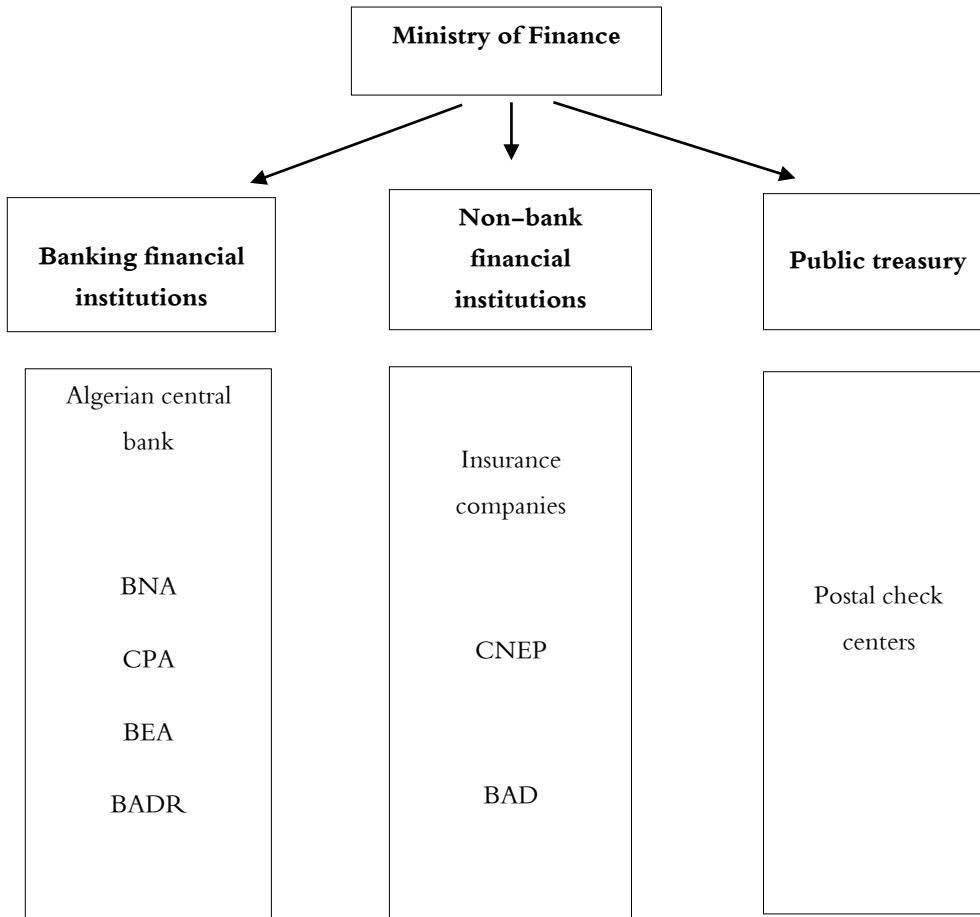 Ministry of Finance
Banking financial
institutions
Non-bank
financial
institutions
Public treasury
Algerian central
bank
BNA
CPA
BEA
BADR
Insurance
companies
CNEP
BAD
Postal check
centers